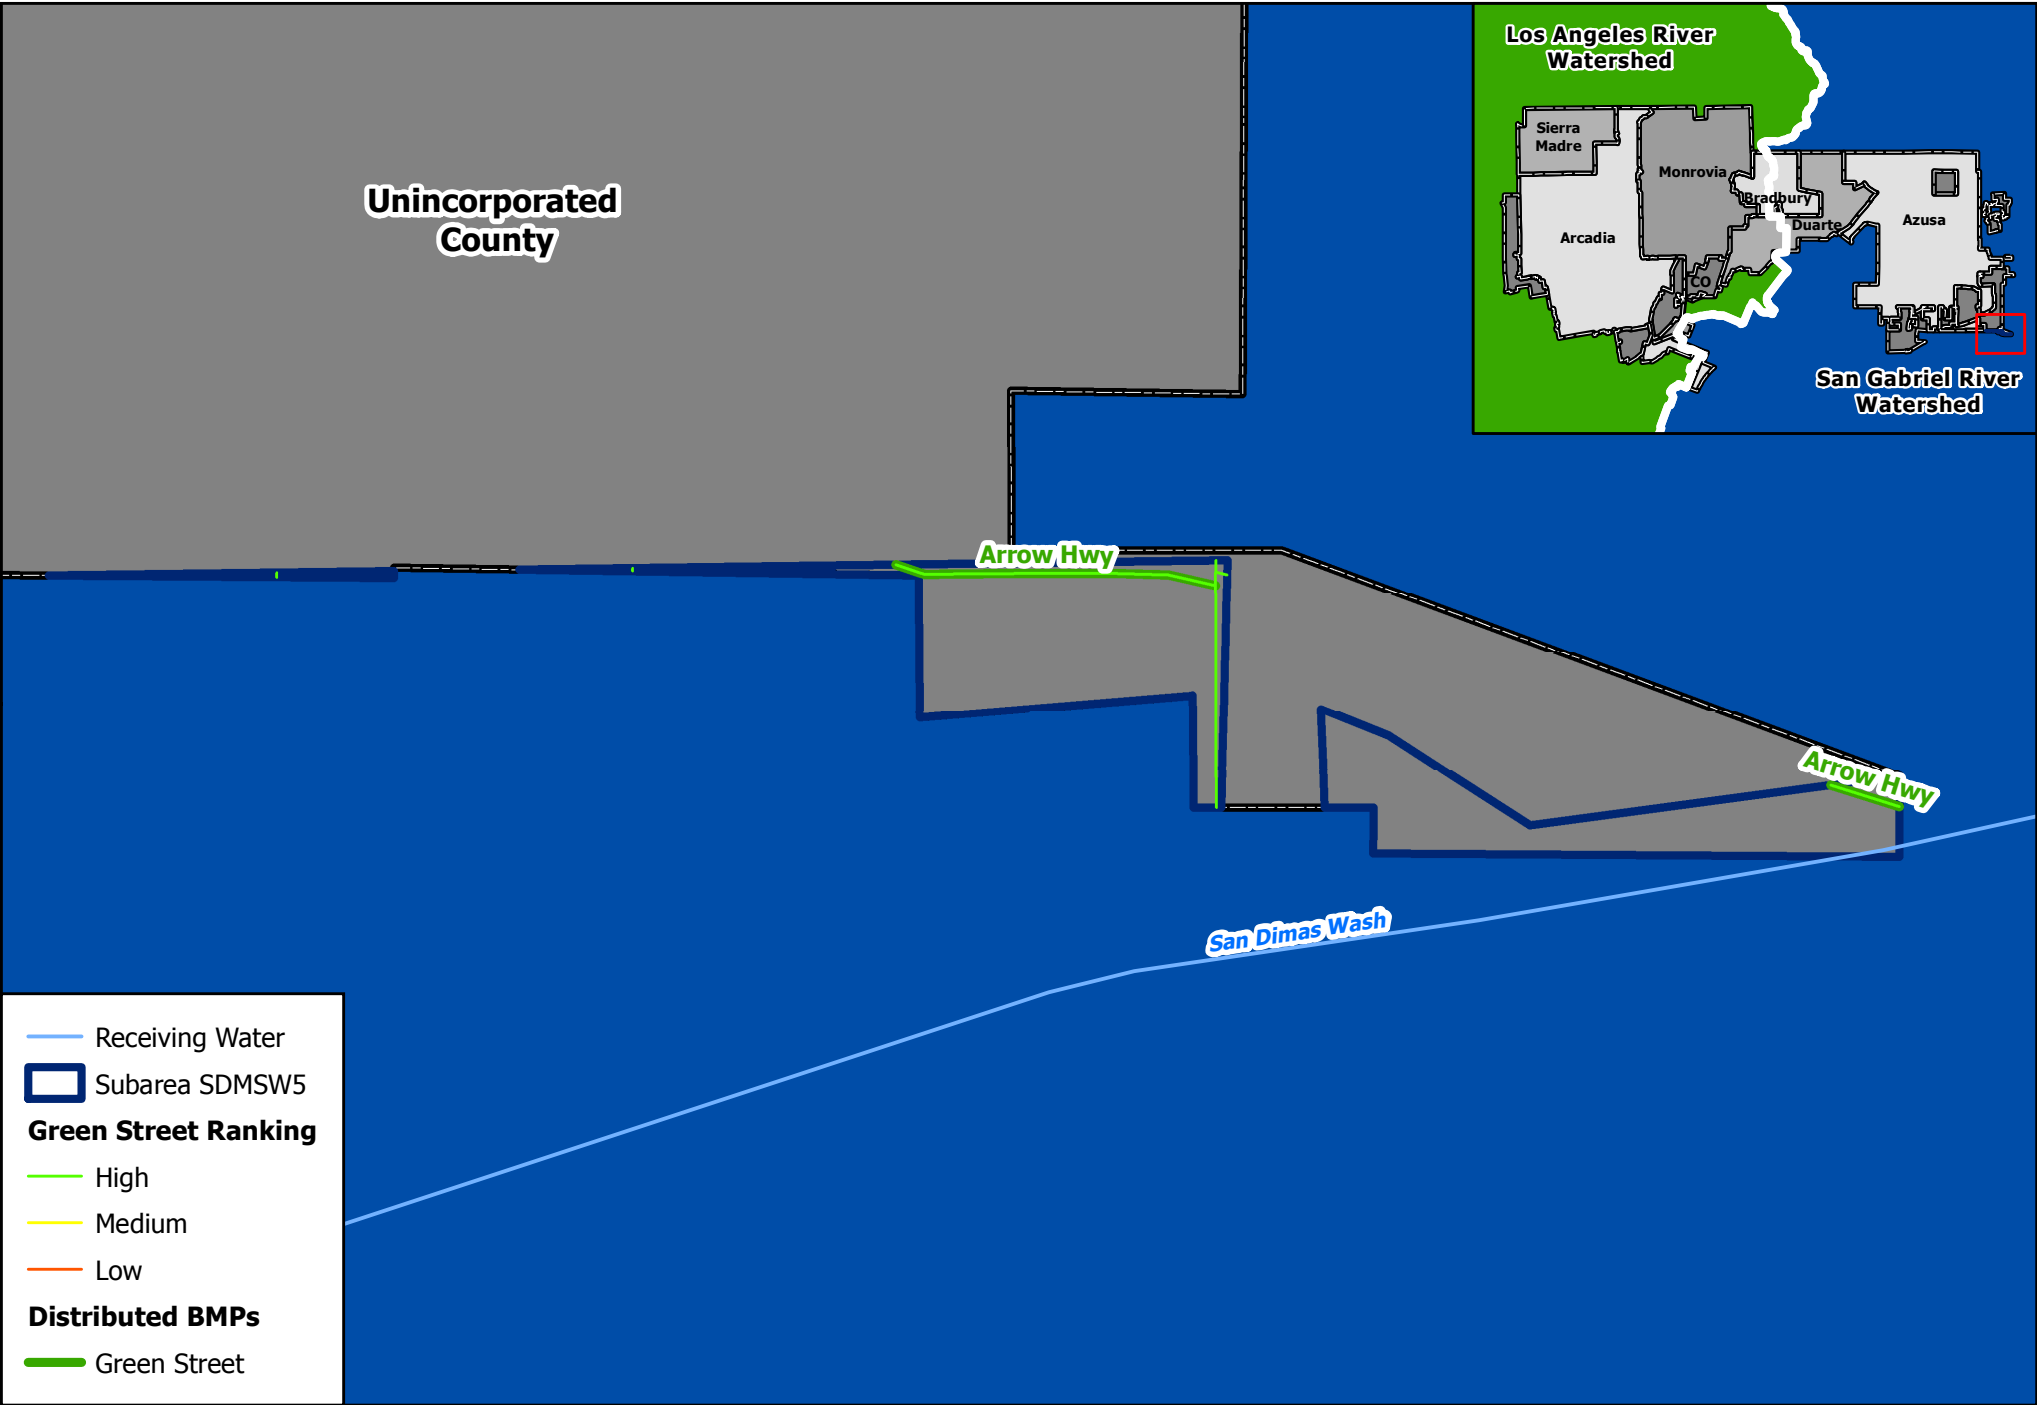 Unincorporated
County
Los Angeles River
Watershed
Sierra
Madre
Monrovia
Bradbury
Duarte
Azusa
Arcadia
CO
San Gabriel River
Watershed
Arrow Hwy
Arrow Hwy
San Dimas Wash
Receiving Water
Subarea SDMSW5
Green Street Ranking
High
Medium
Low
Distributed BMPs
Green Street